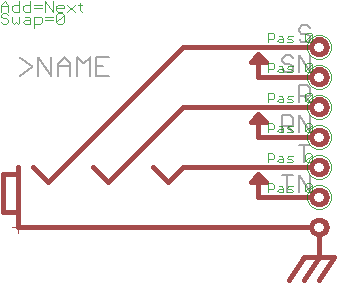 Add=Next
Swap=0
>NAME
S
Pas 0
SN
Pas 0
R
Pas 0
RN
Pas 0
T
Pas 0
TN
Pas 0